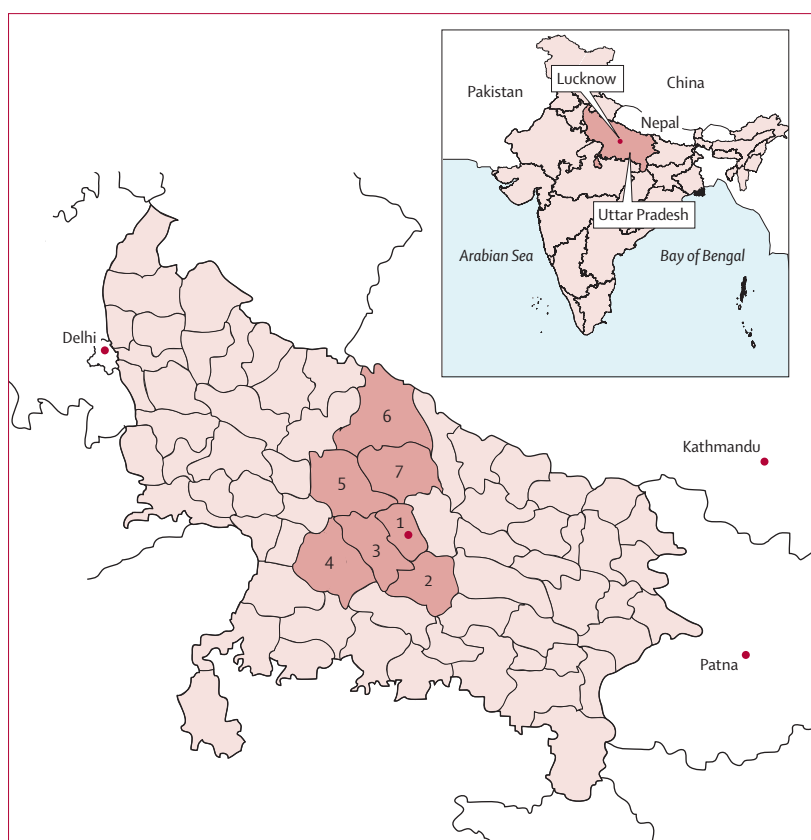 Lucknow
Pakistan
China
Nepal
Uttar Pradesh
Arabian Sea
Bay of Bengal
Delhi
6
Kathmandu
7
5
1
3
4
2
Patna